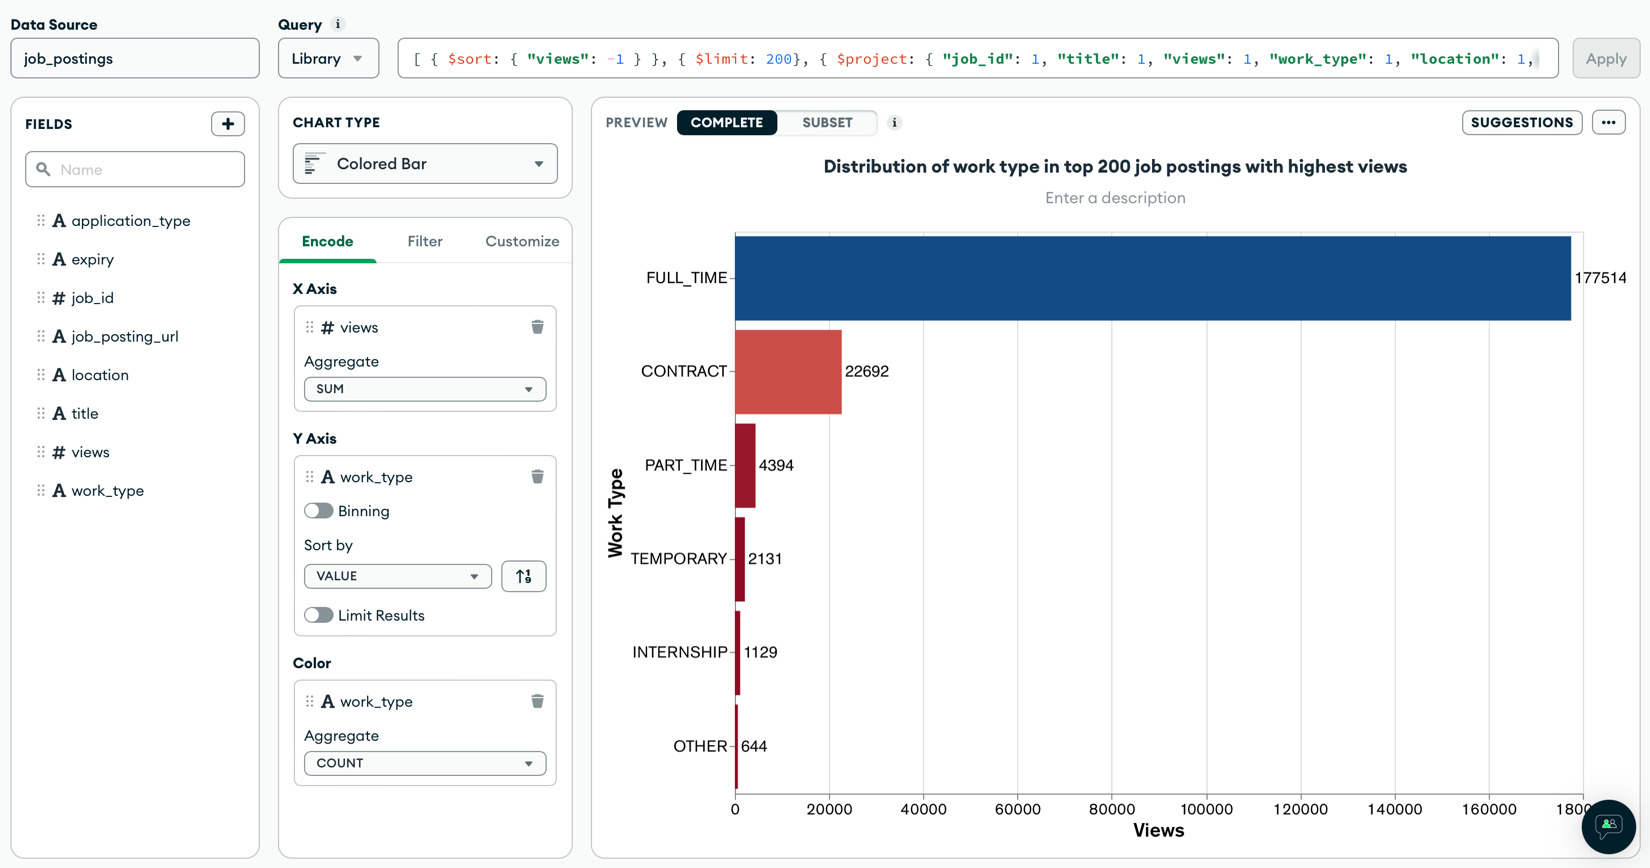 Data Source
job_postings
Query i
Library
[ { $sort: { "views": -1 } }, { $limit: 200}, { $project: { "job_id": 1, "title": 1, "views": 1, "work_type": 1, "location": 1,
Apply
FIELDS
+
Name
A application_type
A expiry
# job_id
A job_posting_url
A location
A title
# views
A work_type
CHART TYPE
Colored Bar
Encode Filter Customize
X Axis
# views
Aggregate
SUM
Y Axis
A work_type
Binning
Sort by
VALUE
↑1 9
Limit Results
Color
A work_type
Aggregate
COUNT
PREVIEW COMPLETE SUBSET i
SUGGESTIONS ...
Distribution of work type in top 200 job postings with highest views
Enter a description
Work Type
FULL_TIME 177514
CONTRACT 22692
PART_TIME 4394
TEMPORARY 2131
INTERNSHIP 1129
OTHER 644
0 20000 40000 60000 80000 100000 120000 140000 160000 1800
Views